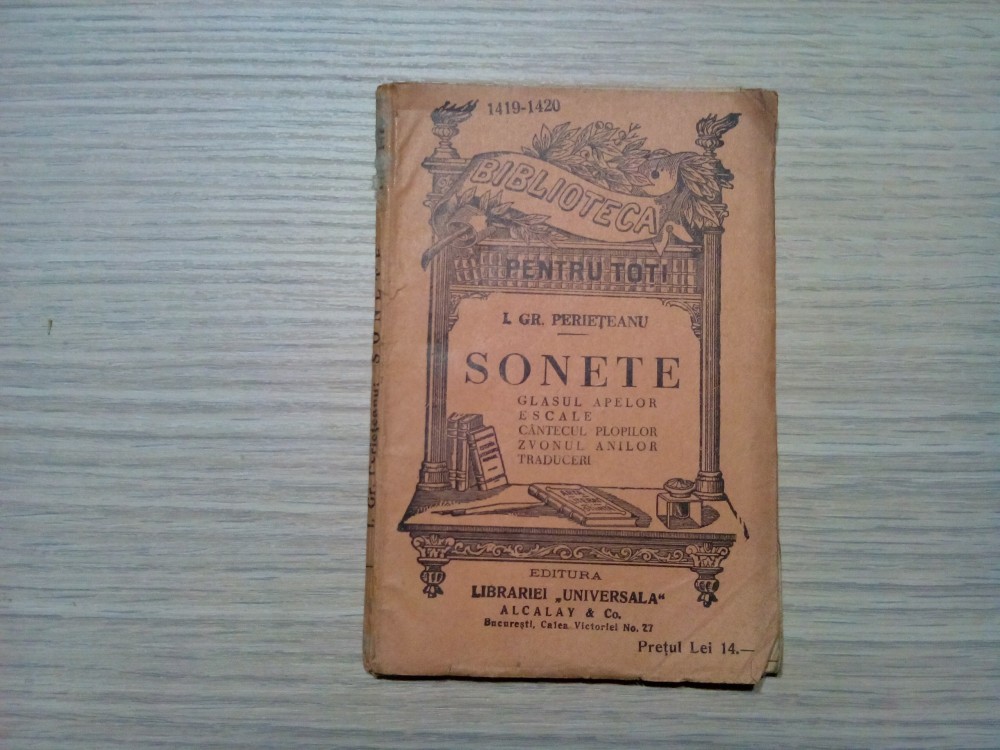 1419-1420
BIBLIOTECA
PENTRU TOȚI
I. GR. PERIEȚEANU
SONETE
GLASUL APELOR
ESCALE
CÂNTECUL PLOPILOR
ZVONUL ANILOR
TRADUCERI
EDITURA
LIBRARIEI „UNIVERSALA“
ALCALAY & Co.
București, Calea Victoriei No. 27
Prețul Lei 14.—
I. Gr. Periețeanu SONETE